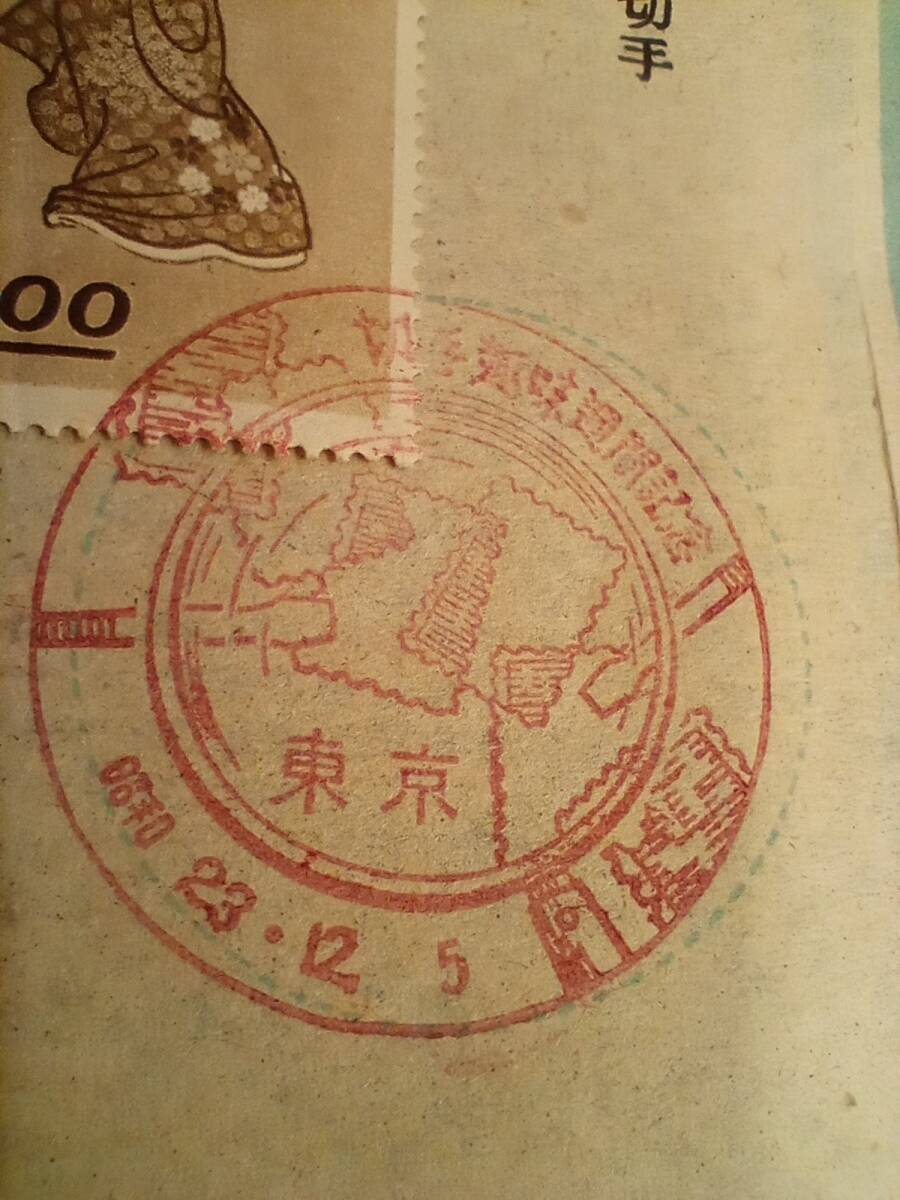 切手
00
切手趣味週間記念
東京
昭和 23.12 5